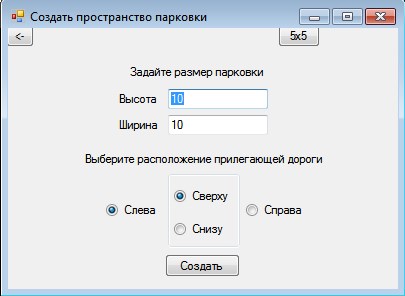 Создать пространство парковки
<- 5x5
Задайте размер парковки
Высота 10
Ширина 10
Выберите расположение прилегающей дороги
Сверху
Слева Справа
Снизу
Создать